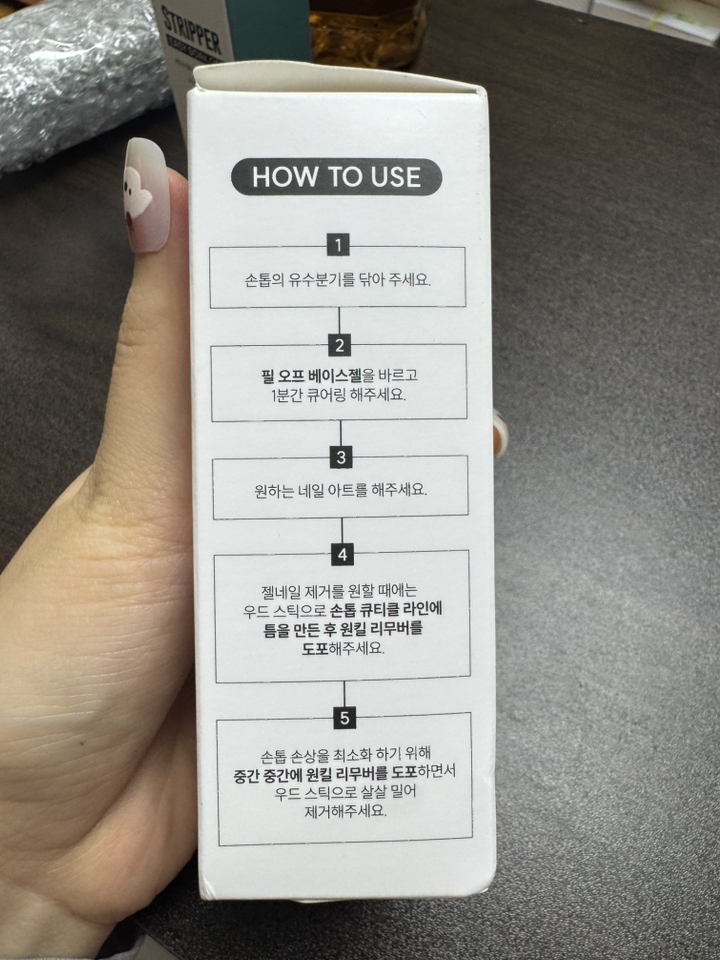 STRIPPER
HOW TO USE
1
손톱의 유수분기를 닦아 주세요.
2
필 오프 베이스젤을 바르고
1분간 큐어링 해주세요.
3
원하는 네일 아트를 해주세요.
4
젤네일 제거를 원할 때에는
우드 스틱으로 손톱 큐티클 라인에
틈을 만든 후 원킬 리무버를
도포해주세요.
5
손톱 손상을 최소화 하기 위해
중간 중간에 원킬 리무버를 도포하면서
우드 스틱으로 살살 밀어
제거해주세요.